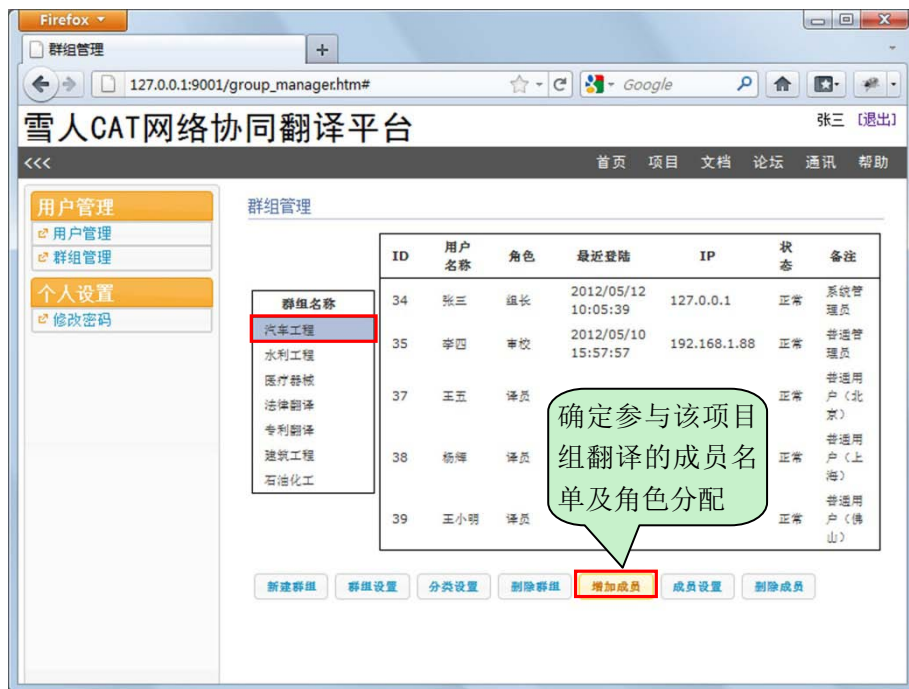 Firefox
群组管理
127.0.0.1:9001/group_manager.htm#
Google
雪人CAT网络协同翻译平台
张三 [退出]
<<<
首页 项目 文档 论坛 通讯 帮助
用户管理
用户管理
群组管理
个人设置
修改密码
群组管理
群组名称
汽车工程
水利工程
医疗器械
法律翻译
专利翻译
建筑工程
石油化工
ID 用户名称 角色 最近登陆 IP 状态 备注
34 张三 组长 2012/05/12 10:05:39 127.0.0.1 正常 系统管理员
35 李四 审校 2012/05/10 15:57:57 192.168.1.88 正常 普通管理员
37 王五 译员 正常 普通用户（北京）
38 杨辉 译员 正常 普通用户（上海）
39 王小明 译员 正常 普通用户（佛山）
确定参与该项目
组翻译的成员名
单及角色分配
新建群组 群组设置 分类设置 删除群组 增加成员 成员设置 删除成员